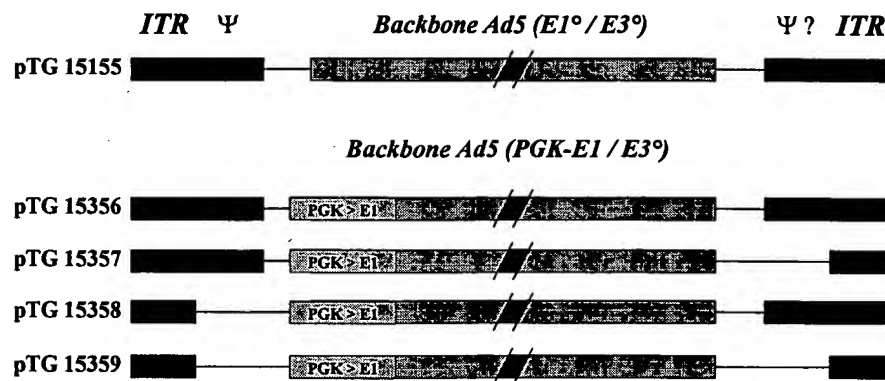 ITR Ψ Backbone Ad5 (E1° / E3°) Ψ ? ITR
pTG 15155
Backbone Ad5 (PGK-E1 / E3°)
pTG 15356 PGK > E1
pTG 15357 PGK > E1
pTG 15358 PGK > E1
pTG 15359 PGK > E1